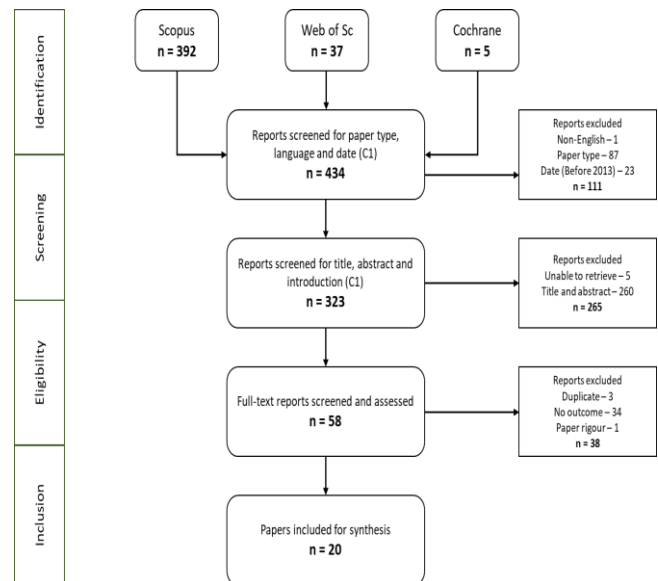 Identification
Scopus
n = 392
Web of Sc
n = 37
Cochrane
n = 5
Reports screened for paper type,
language and date (C1)
n = 434
Reports excluded
Non-English – 1
Paper type – 87
Date (Before 2013) – 23
n = 111
Screening
Reports screened for title, abstract and
introduction (C1)
n = 323
Reports excluded
Unable to retrieve – 5
Title and abstract – 260
n = 265
Eligibility
Full-text reports screened and assessed
n = 58
Reports excluded
Duplicate – 3
No outcome – 34
Paper rigour – 1
n = 38
Inclusion
Papers included for synthesis
n = 20